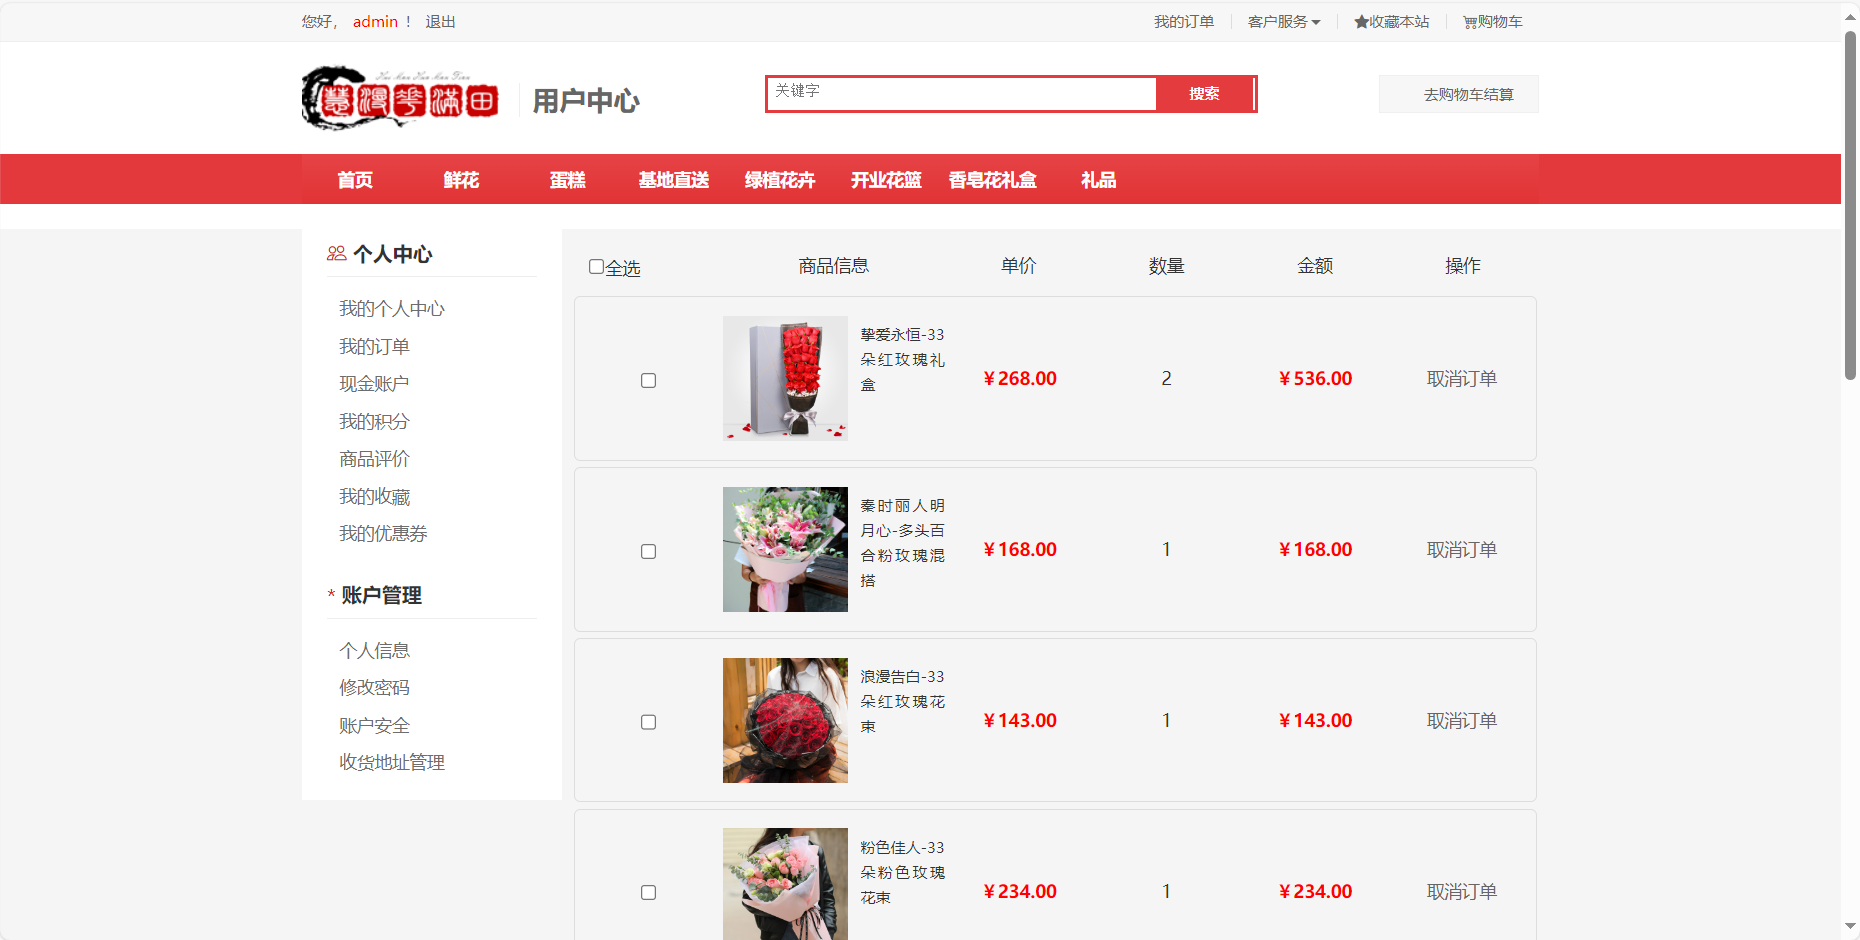 您好， admin ！ 退出
我的订单 客户服务 收藏本站 购物车
慧漫花满田
用户中心
关键字
搜索
去购物车结算
首页 鲜花 蛋糕 基地直送 绿植花卉 开业花篮 香皂花礼盒 礼品
个人中心
我的个人中心
我的订单
现金账户
我的积分
商品评价
我的收藏
我的优惠券
* 账户管理
个人信息
修改密码
账户安全
收货地址管理
全选 商品信息 单价 数量 金额 操作
挚爱永恒-33
朵红玫瑰礼
盒
￥268.00 2 ￥536.00 取消订单
秦时丽人明
月心-多头百
合粉玫瑰混
搭
￥168.00 1 ￥168.00 取消订单
浪漫告白-33
朵红玫瑰花
束
￥143.00 1 ￥143.00 取消订单
粉色佳人-33
朵粉色玫瑰
花束
￥234.00 1 ￥234.00 取消订单